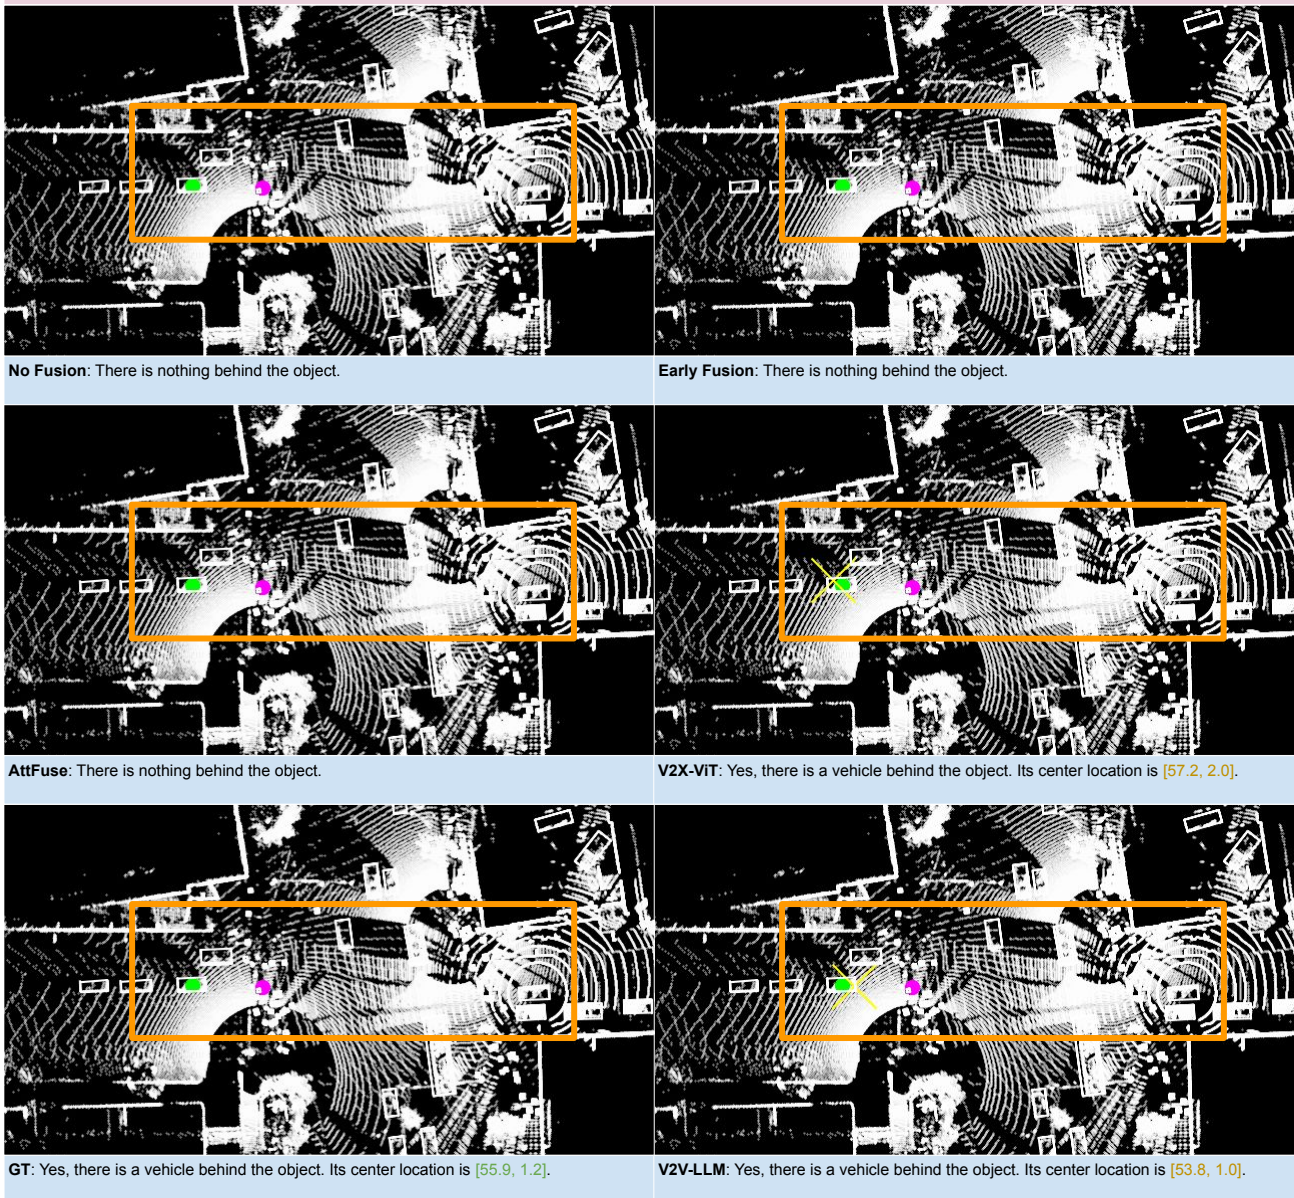 No Fusion: There is nothing behind the object.
Early Fusion: There is nothing behind the object.
AttFuse: There is nothing behind the object.
V2X-ViT: Yes, there is a vehicle behind the object. Its center location is [57.2, 2.0].
GT: Yes, there is a vehicle behind the object. Its center location is [55.9, 1.2].
V2V-LLM: Yes, there is a vehicle behind the object. Its center location is [53.8, 1.0].